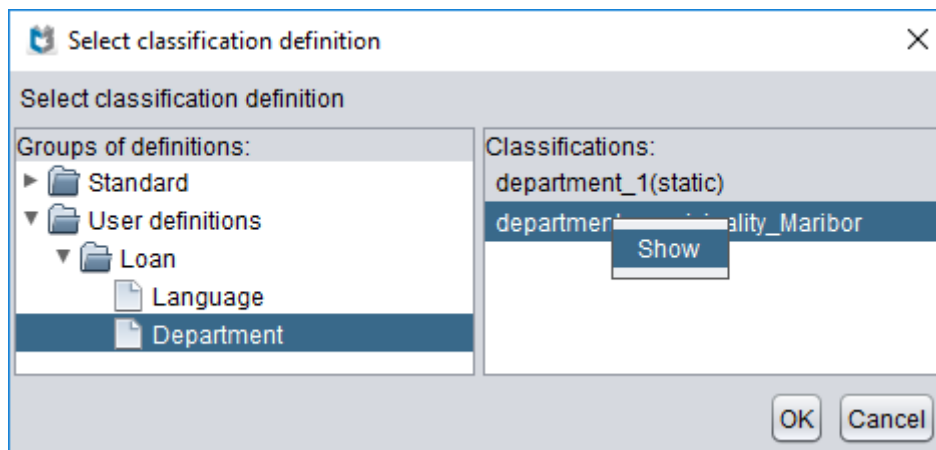 Select classification definition
Select classification definition
Groups of definitions:
Standard
User definitions
Loan
Language
Department
Classifications:
department_1(static)
Show
OK
Cancel